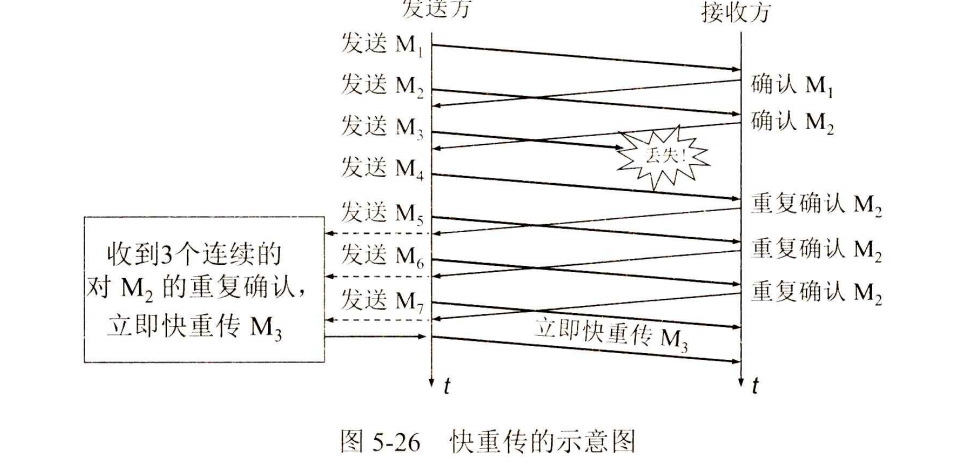 发送方
接收方
发送 M₁
发送 M₂
发送 M₃
发送 M₄
发送 M₅
发送 M₆
发送 M₇
确认 M₁
确认 M₂
丢失!
重复确认 M₂
重复确认 M₂
重复确认 M₂
收到3个连续的
对 M₂ 的重复确认，
立即快重传 M₃
立即快重传 M₃
t
t
图 5-26 快重传的示意图